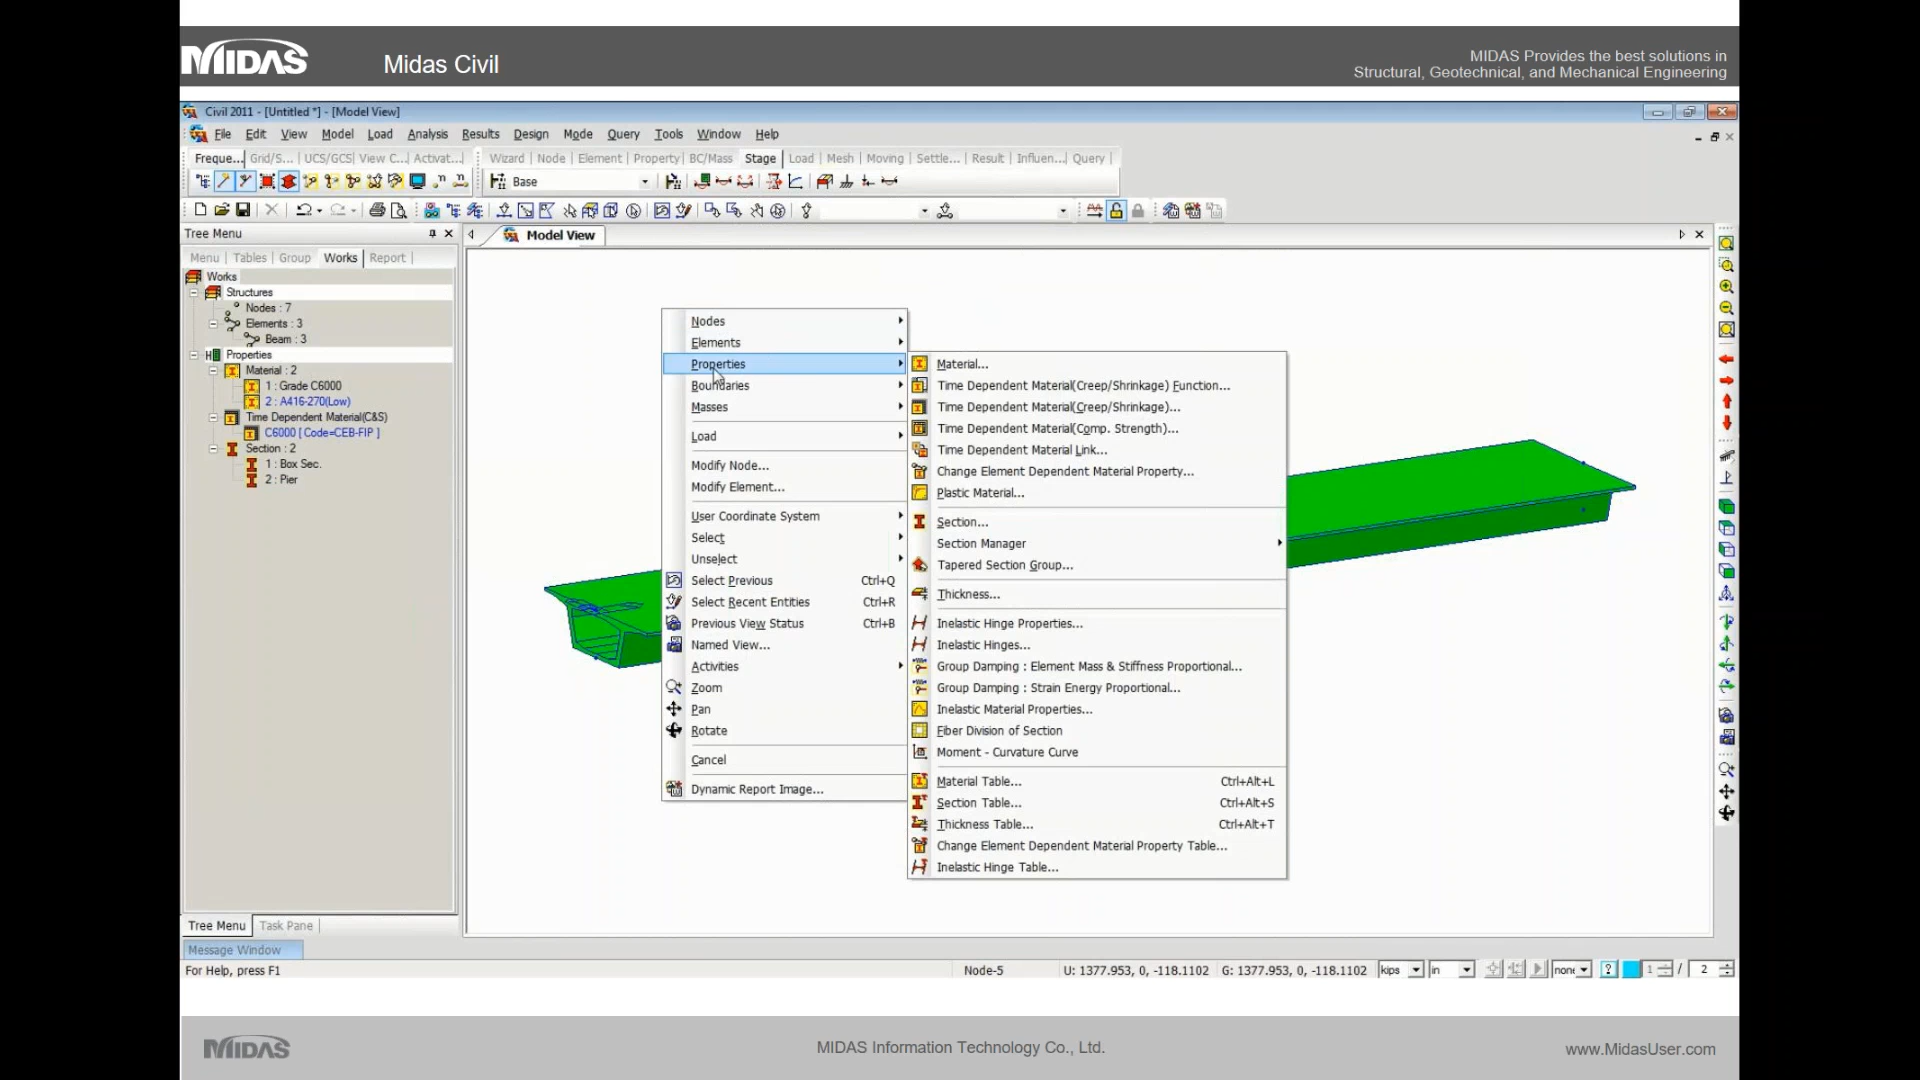 MIDAS
Midas Civil
MIDAS Provides the best solutions in
Structural, Geotechnical, and Mechanical Engineering
Civil 2011 - [Untitled *] - [Model View]
File Edit View Model Load Analysis Results Design Mode Query Tools Window Help
Freque... Grid/S... UCS/GCS View C... Activat... Wizard Node Element Property BC/Mass Stage Load Mesh Moving Settle... Result Influen... Query
Base
Tree Menu
Model View
Menu Tables Group Works Report
Works
Structures
Nodes : 7
Elements : 3
Beam : 3
Properties
Material : 2
1 : Grade C6000
2 : A416-270(Low)
Time Dependent Material(C&S)
C6000 [ Code=CEB-FIP ]
Section : 2
1 : Box Sec.
2 : Pier
Nodes
Elements
Properties
Boundaries
Masses
Load
Modify Node...
Modify Element...
User Coordinate System
Select
Unselect
Select Previous Ctrl+Q
Select Recent Entities Ctrl+R
Previous View Status Ctrl+B
Named View...
Activities
Zoom
Pan
Rotate
Cancel
Dynamic Report Image...
Material...
Time Dependent Material(Creep/Shrinkage) Function...
Time Dependent Material(Creep/Shrinkage)...
Time Dependent Material(Comp. Strength)...
Time Dependent Material Link...
Change Element Dependent Material Property...
Plastic Material...
Section...
Section Manager
Tapered Section Group...
Thickness...
Inelastic Hinge Properties...
Inelastic Hinges...
Group Damping : Element Mass & Stiffness Proportional...
Group Damping : Strain Energy Proportional...
Inelastic Material Properties...
Fiber Division of Section
Moment - Curvature Curve
Material Table... Ctrl+Alt+L
Section Table... Ctrl+Alt+S
Thickness Table... Ctrl+Alt+T
Change Element Dependent Material Property Table...
Inelastic Hinge Table...
Tree Menu Task Pane
Message Window
For Help, press F1 Node-5 U: 1377.953, 0, -118.1102 G: 1377.953, 0, -118.1102 kips in none 1 / 2
MIDAS
MIDAS Information Technology Co., Ltd.
www.MidasUser.com